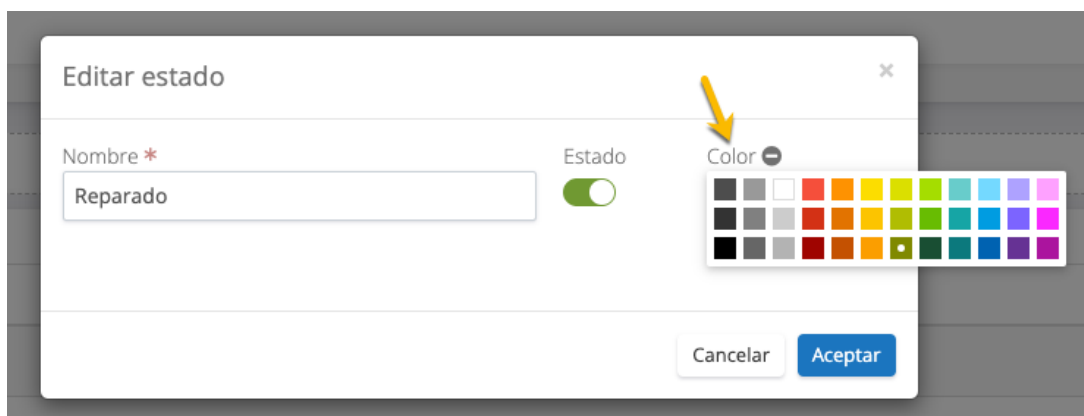 Editar estado ×
Nombre *
Estado
Color
Reparado
Cancelar
Aceptar